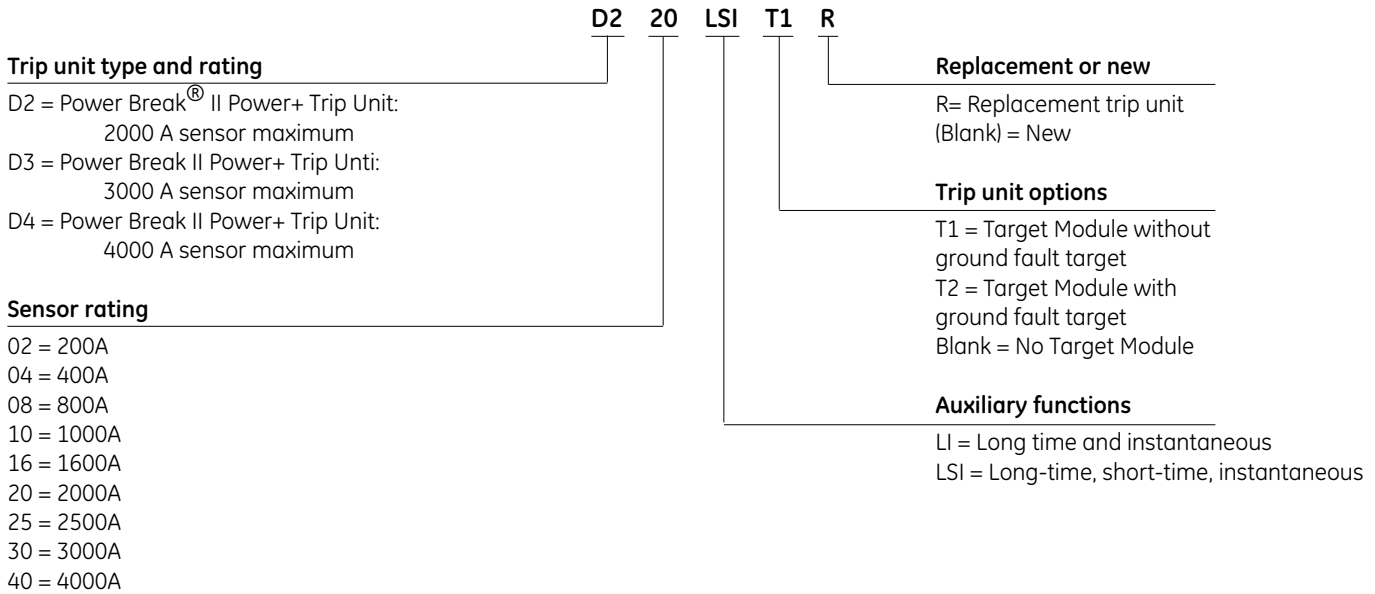 D2 20 LSI T1 R
Trip unit type and rating
D2 = Power Break® II Power+ Trip Unit:
2000 A sensor maximum
D3 = Power Break II Power+ Trip Unti:
3000 A sensor maximum
D4 = Power Break II Power+ Trip Unit:
4000 A sensor maximum
Sensor rating
02 = 200A
04 = 400A
08 = 800A
10 = 1000A
16 = 1600A
20 = 2000A
25 = 2500A
30 = 3000A
40 = 4000A
Replacement or new
R= Replacement trip unit
(Blank) = New
Trip unit options
T1 = Target Module without
ground fault target
T2 = Target Module with
ground fault target
Blank = No Target Module
Auxiliary functions
LI = Long time and instantaneous
LSI = Long-time, short-time, instantaneous